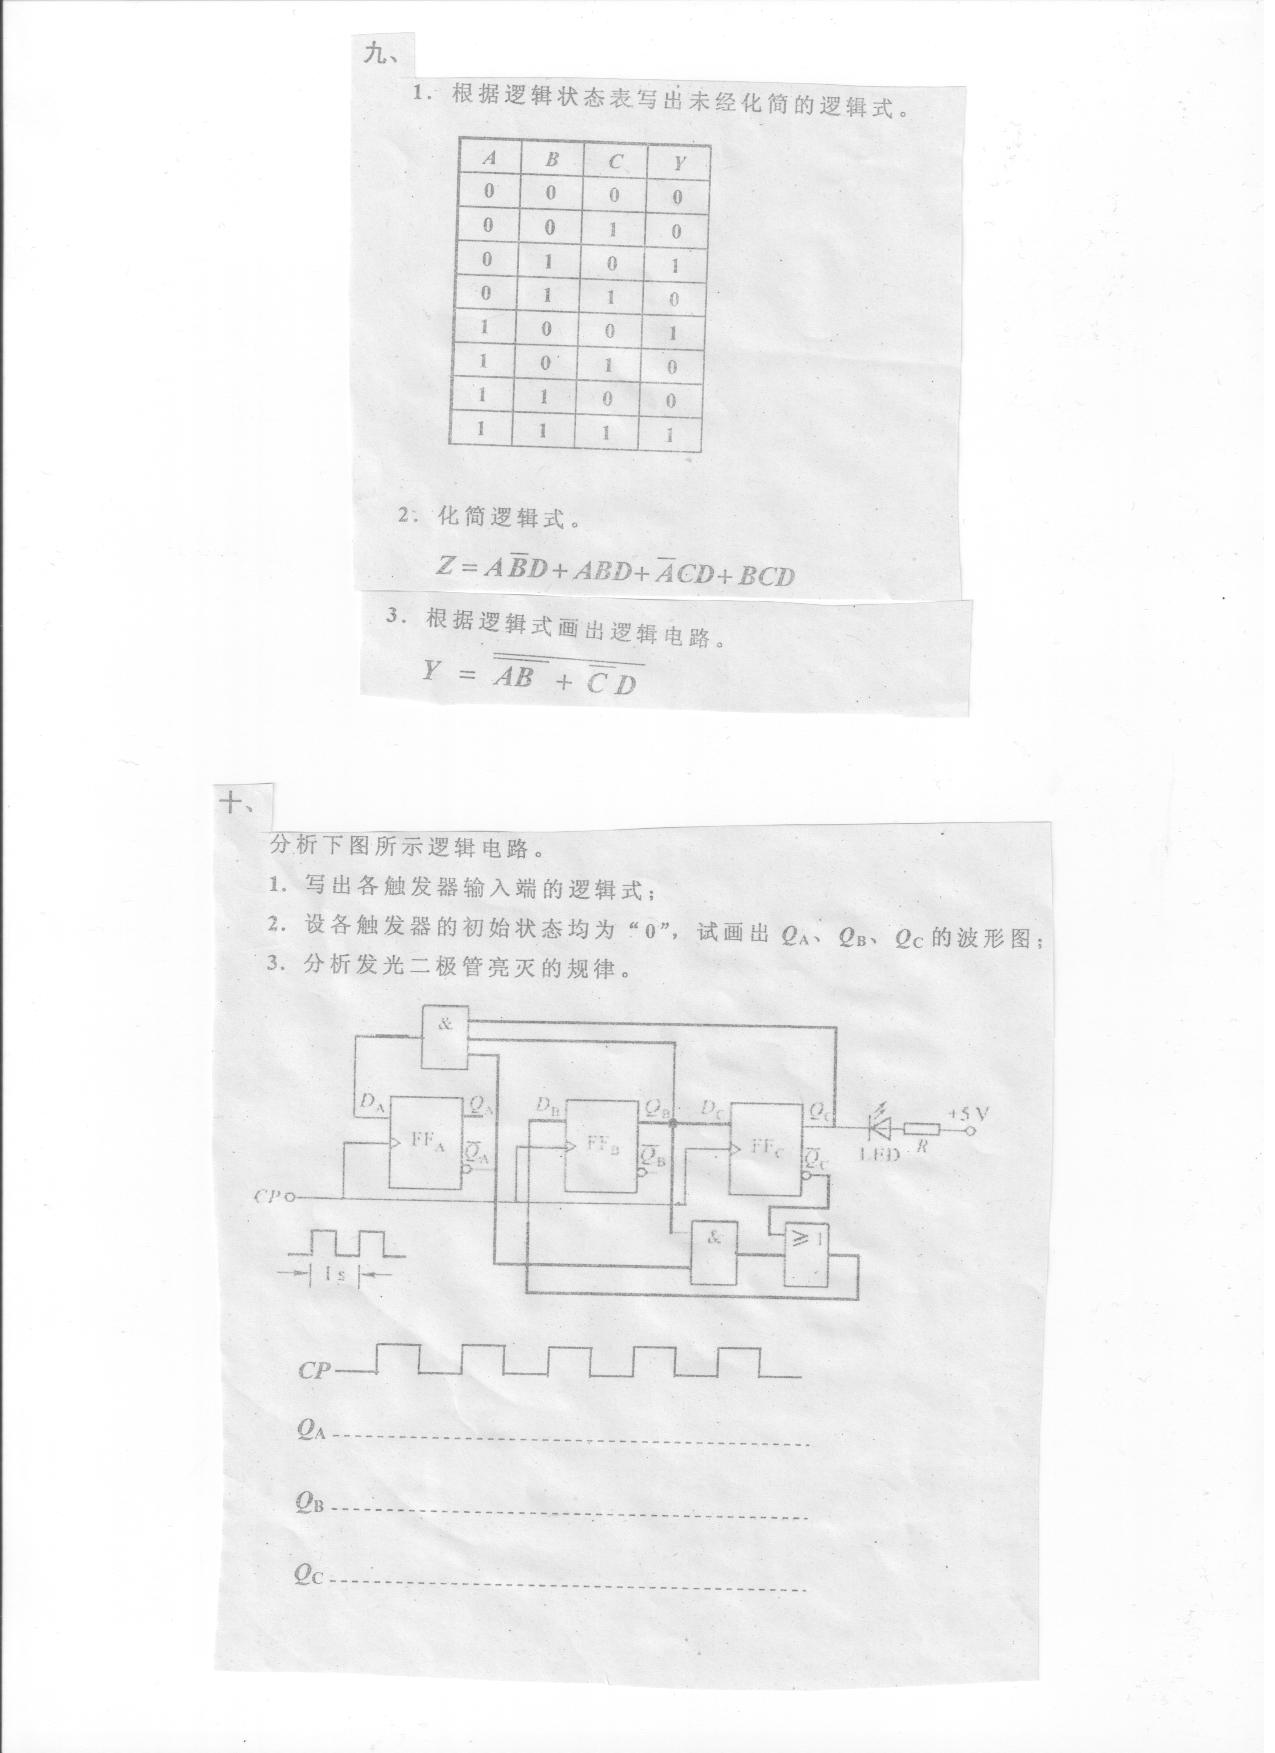 九、
1. 根据逻辑状态表写出未经化简的逻辑式。
A B C Y
0 0 0 0
0 0 1 0
0 1 0 1
0 1 1 0
1 0 0 1
1 0 1 0
1 1 0 0
1 1 1 1
2. 化简逻辑式。
Z = AB̅D + ABD + A̅CD + BCD
3. 根据逻辑式画出逻辑电路。
Y = \overline{\overline{\overline{AB}} + \overline{C}D}
十、
分析下图所示逻辑电路。
1. 写出各触发器输入端的逻辑式；
2. 设各触发器的初始状态均为“0”，试画出 QA、QB、QC 的波形图；
3. 分析发光二极管亮灭的规律。
&
DA QA DB QB DC QC +5 V
FFA FFB FFC
Q̅A Q̅B Q̅C LED R
CP
& ≥1
1 s
CP
QA
QB
QC